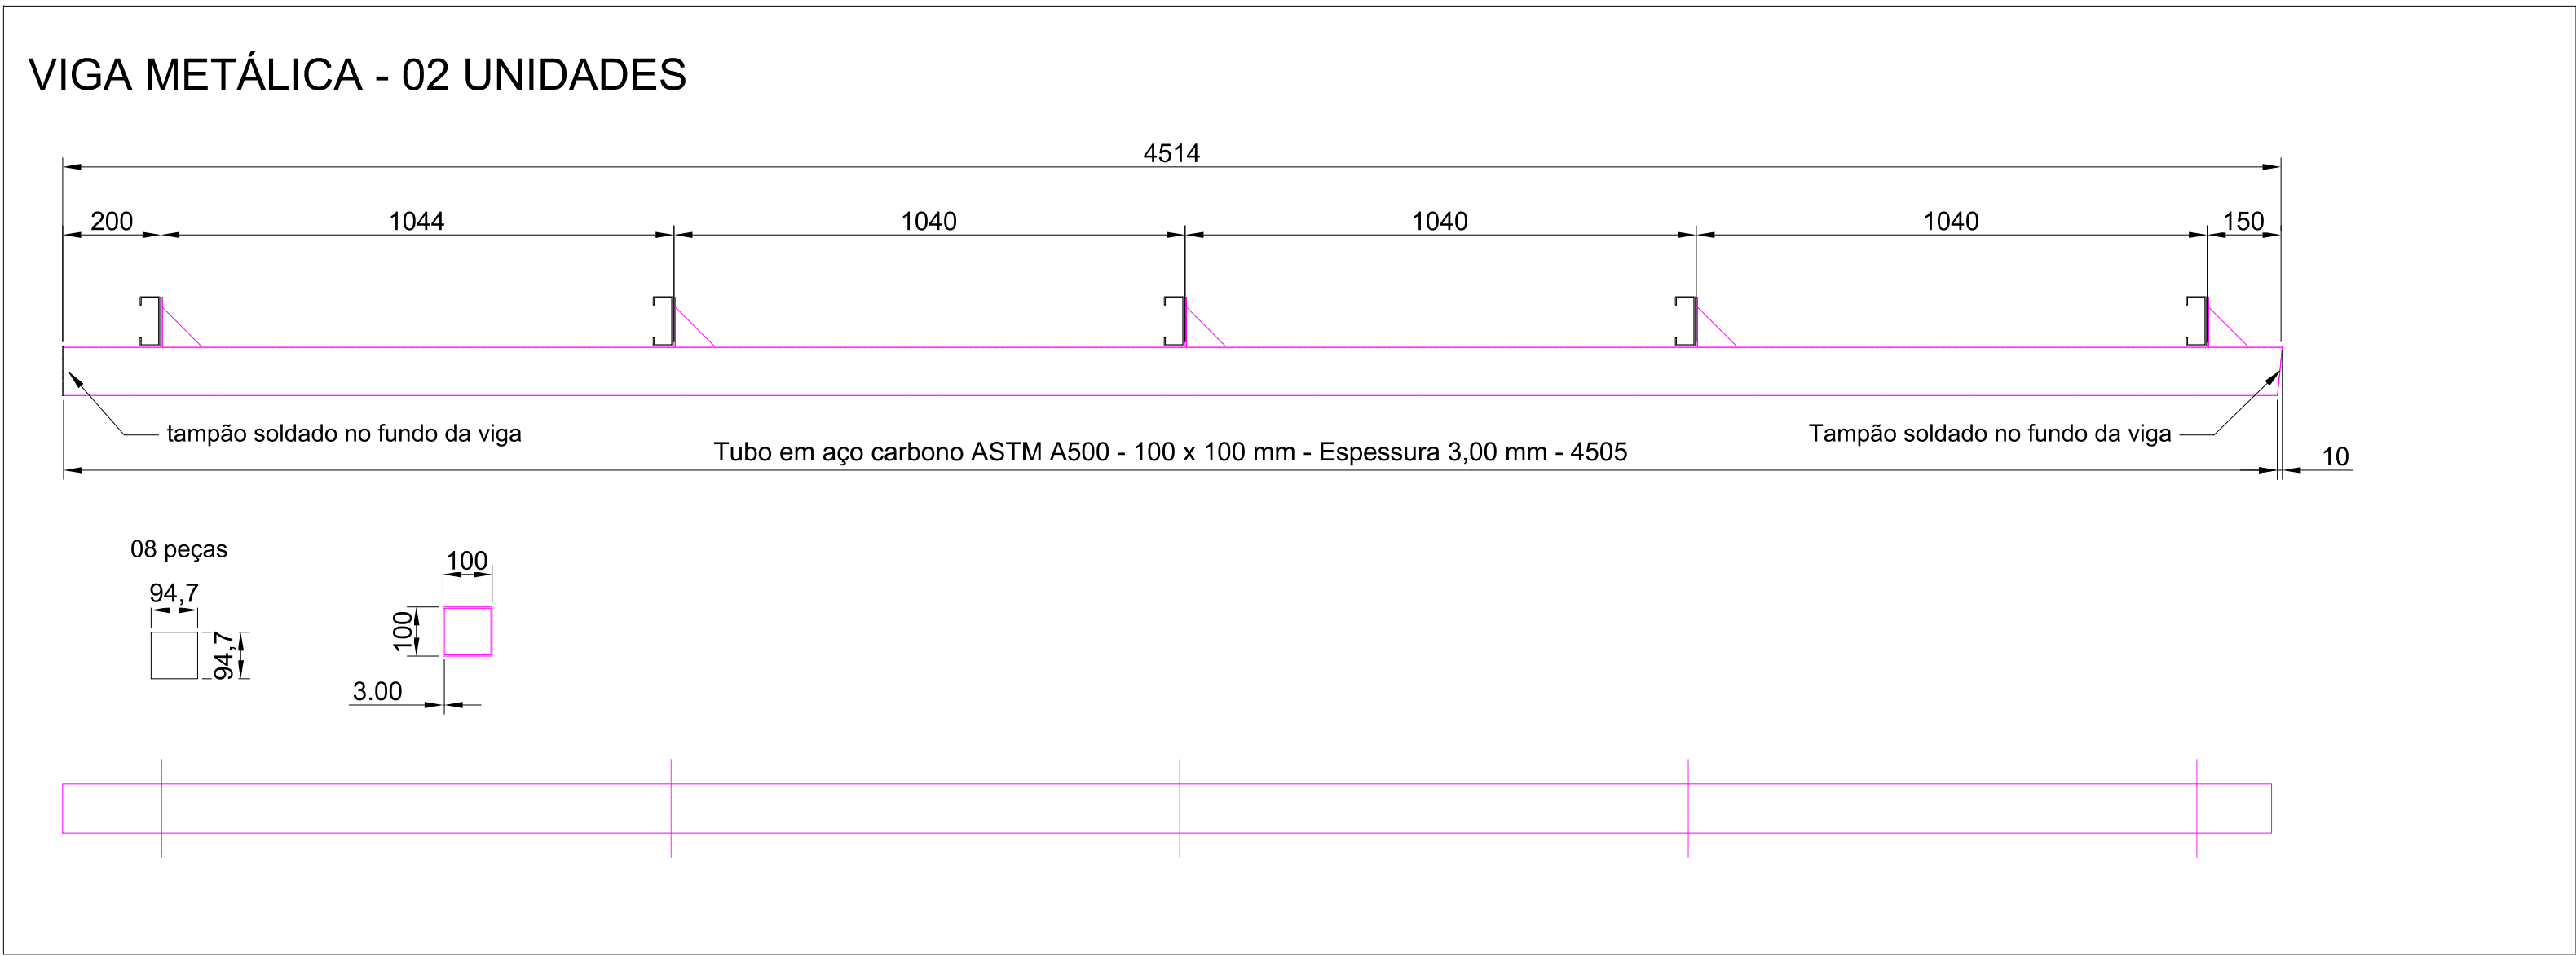 VIGA METÁLICA - 02 UNIDADES
4514
200
1044
1040
1040
1040
150
tampão soldado no fundo da viga
Tampão soldado no fundo da viga
Tubo em aço carbono ASTM A500 - 100 x 100 mm - Espessura 3,00 mm - 4505
10
08 peças
94,7
94,7
100
100
3.00